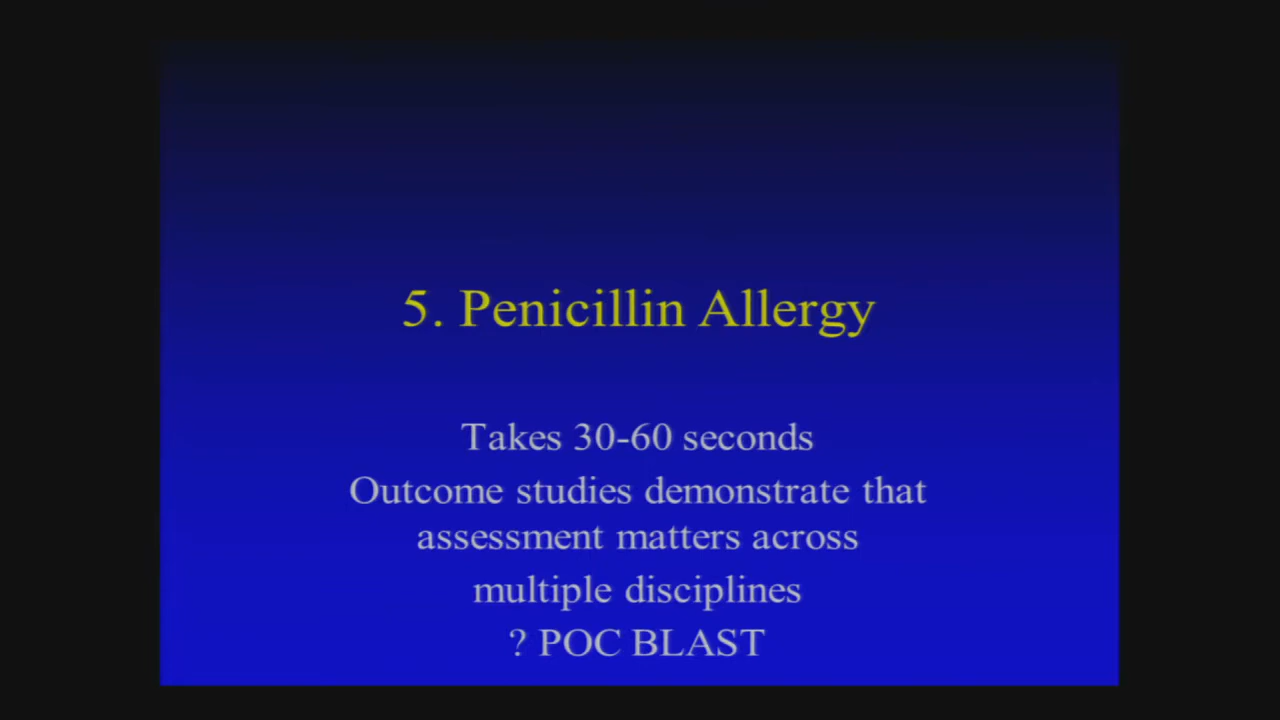 5. Penicillin Allergy
Takes 30-60 seconds
Outcome studies demonstrate that
assessment matters across
multiple disciplines
? POC BLAST